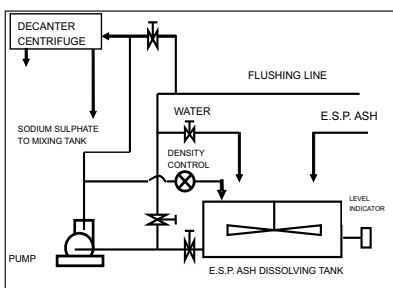 DECANTER
CENTRIFUGE
FLUSHING LINE
WATER
E.S.P. ASH
SODIUM SULPHATE
TO MIXING TANK
DENSITY
CONTROL
LEVEL
INDICATOR
PUMP
E.S.P. ASH DISSOLVING TANK